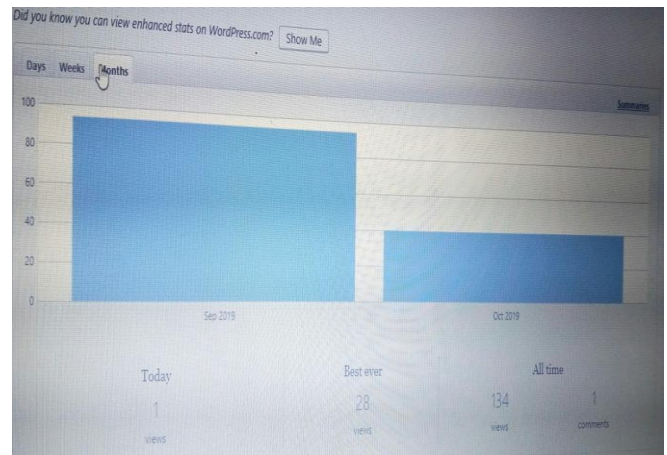 Did you know you can view enhanced stats on WordPress.com? Show Me
Days Weeks Months
Summaries
100
80
60
40
20
0
Sep 2019 Oct 2019
Today Best ever All time
1 28 134 1
views views views comments